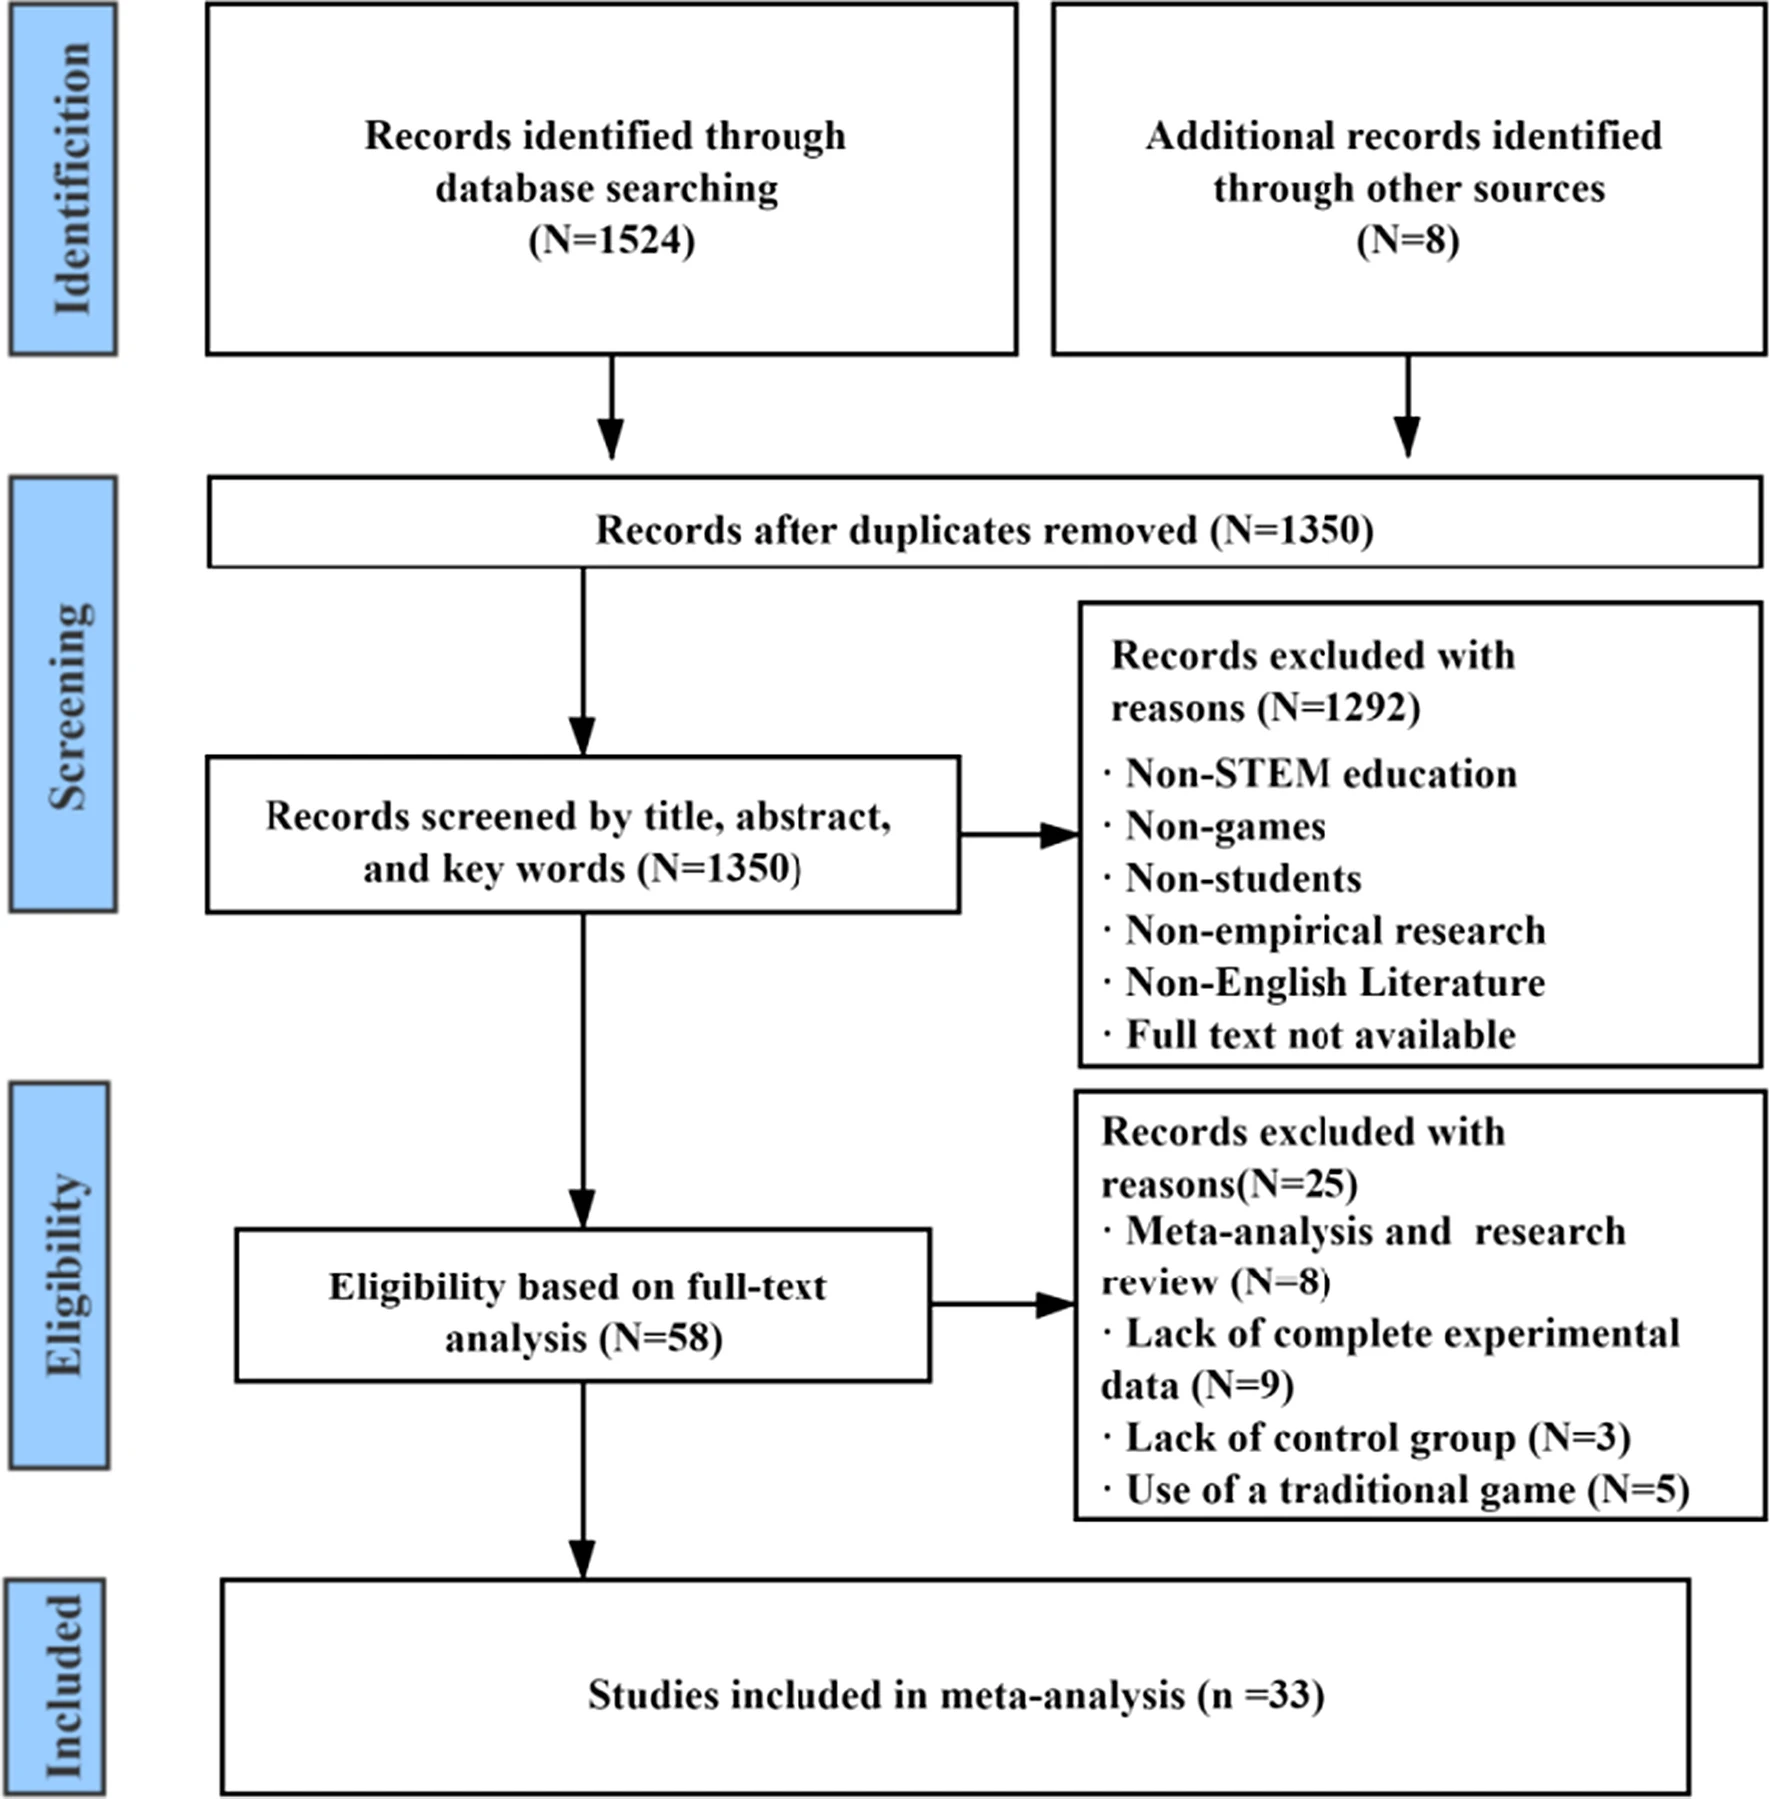 Identificition
Records identified through
database searching
(N=1524)
Additional records identified
through other sources
(N=8)
Screening
Records after duplicates removed (N=1350)
Records screened by title, abstract,
and key words (N=1350)
Records excluded with
reasons (N=1292)
· Non-STEM education
· Non-games
· Non-students
· Non-empirical research
· Non-English Literature
· Full text not available
Eligibility
Eligibility based on full-text
analysis (N=58)
Records excluded with
reasons(N=25)
· Meta-analysis and research
review (N=8)
· Lack of complete experimental
data (N=9)
· Lack of control group (N=3)
· Use of a traditional game (N=5)
Included
Studies included in meta-analysis (n =33)